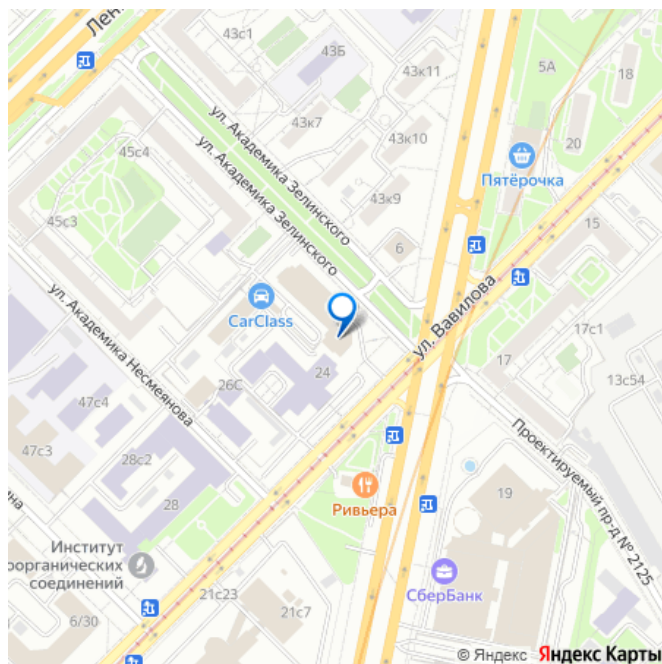 Лен
43с1
43Б
43к11
5А
18
ул. Академика Зелинского
ул. Академика Зелинского
43к7
43к10
20
45с4
Пятёрочка
43к9
45с3
6
15
ул. Академика Несмеянова
CarClass
ул. Вавилова
17с1
13с54
24
17
26С
47с4
47с3
28с2
28
Проектируемый пр-д № 2125
Ривьера
19
ина
Институт
оорганических
соединений
СберБанк
21с23
21с7
6/30
© Яндекс Яндекс Карты